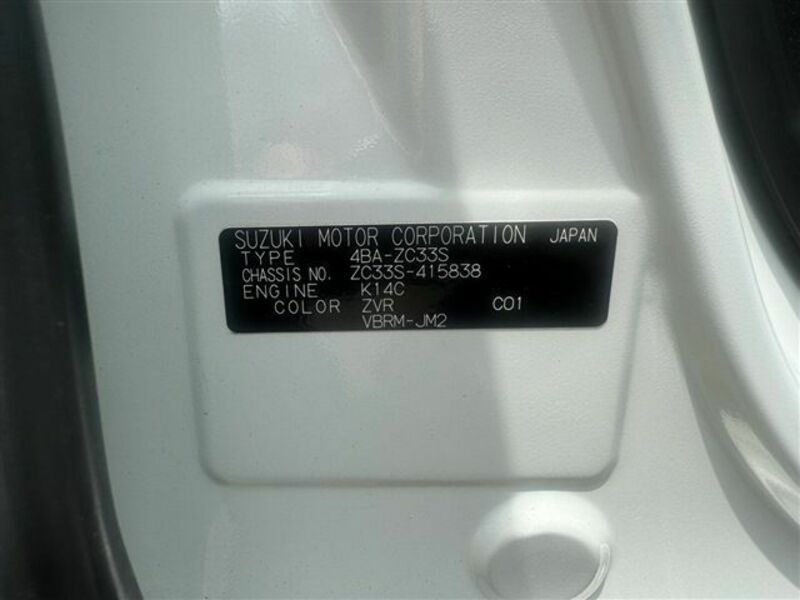 SUZUKI MOTOR CORPORATION JAPAN
TYPE 4BA-ZC33S
CHASSIS NO. ZC33S-415838
ENGINE K14C
COLOR ZVR C01
VBRM-JM2